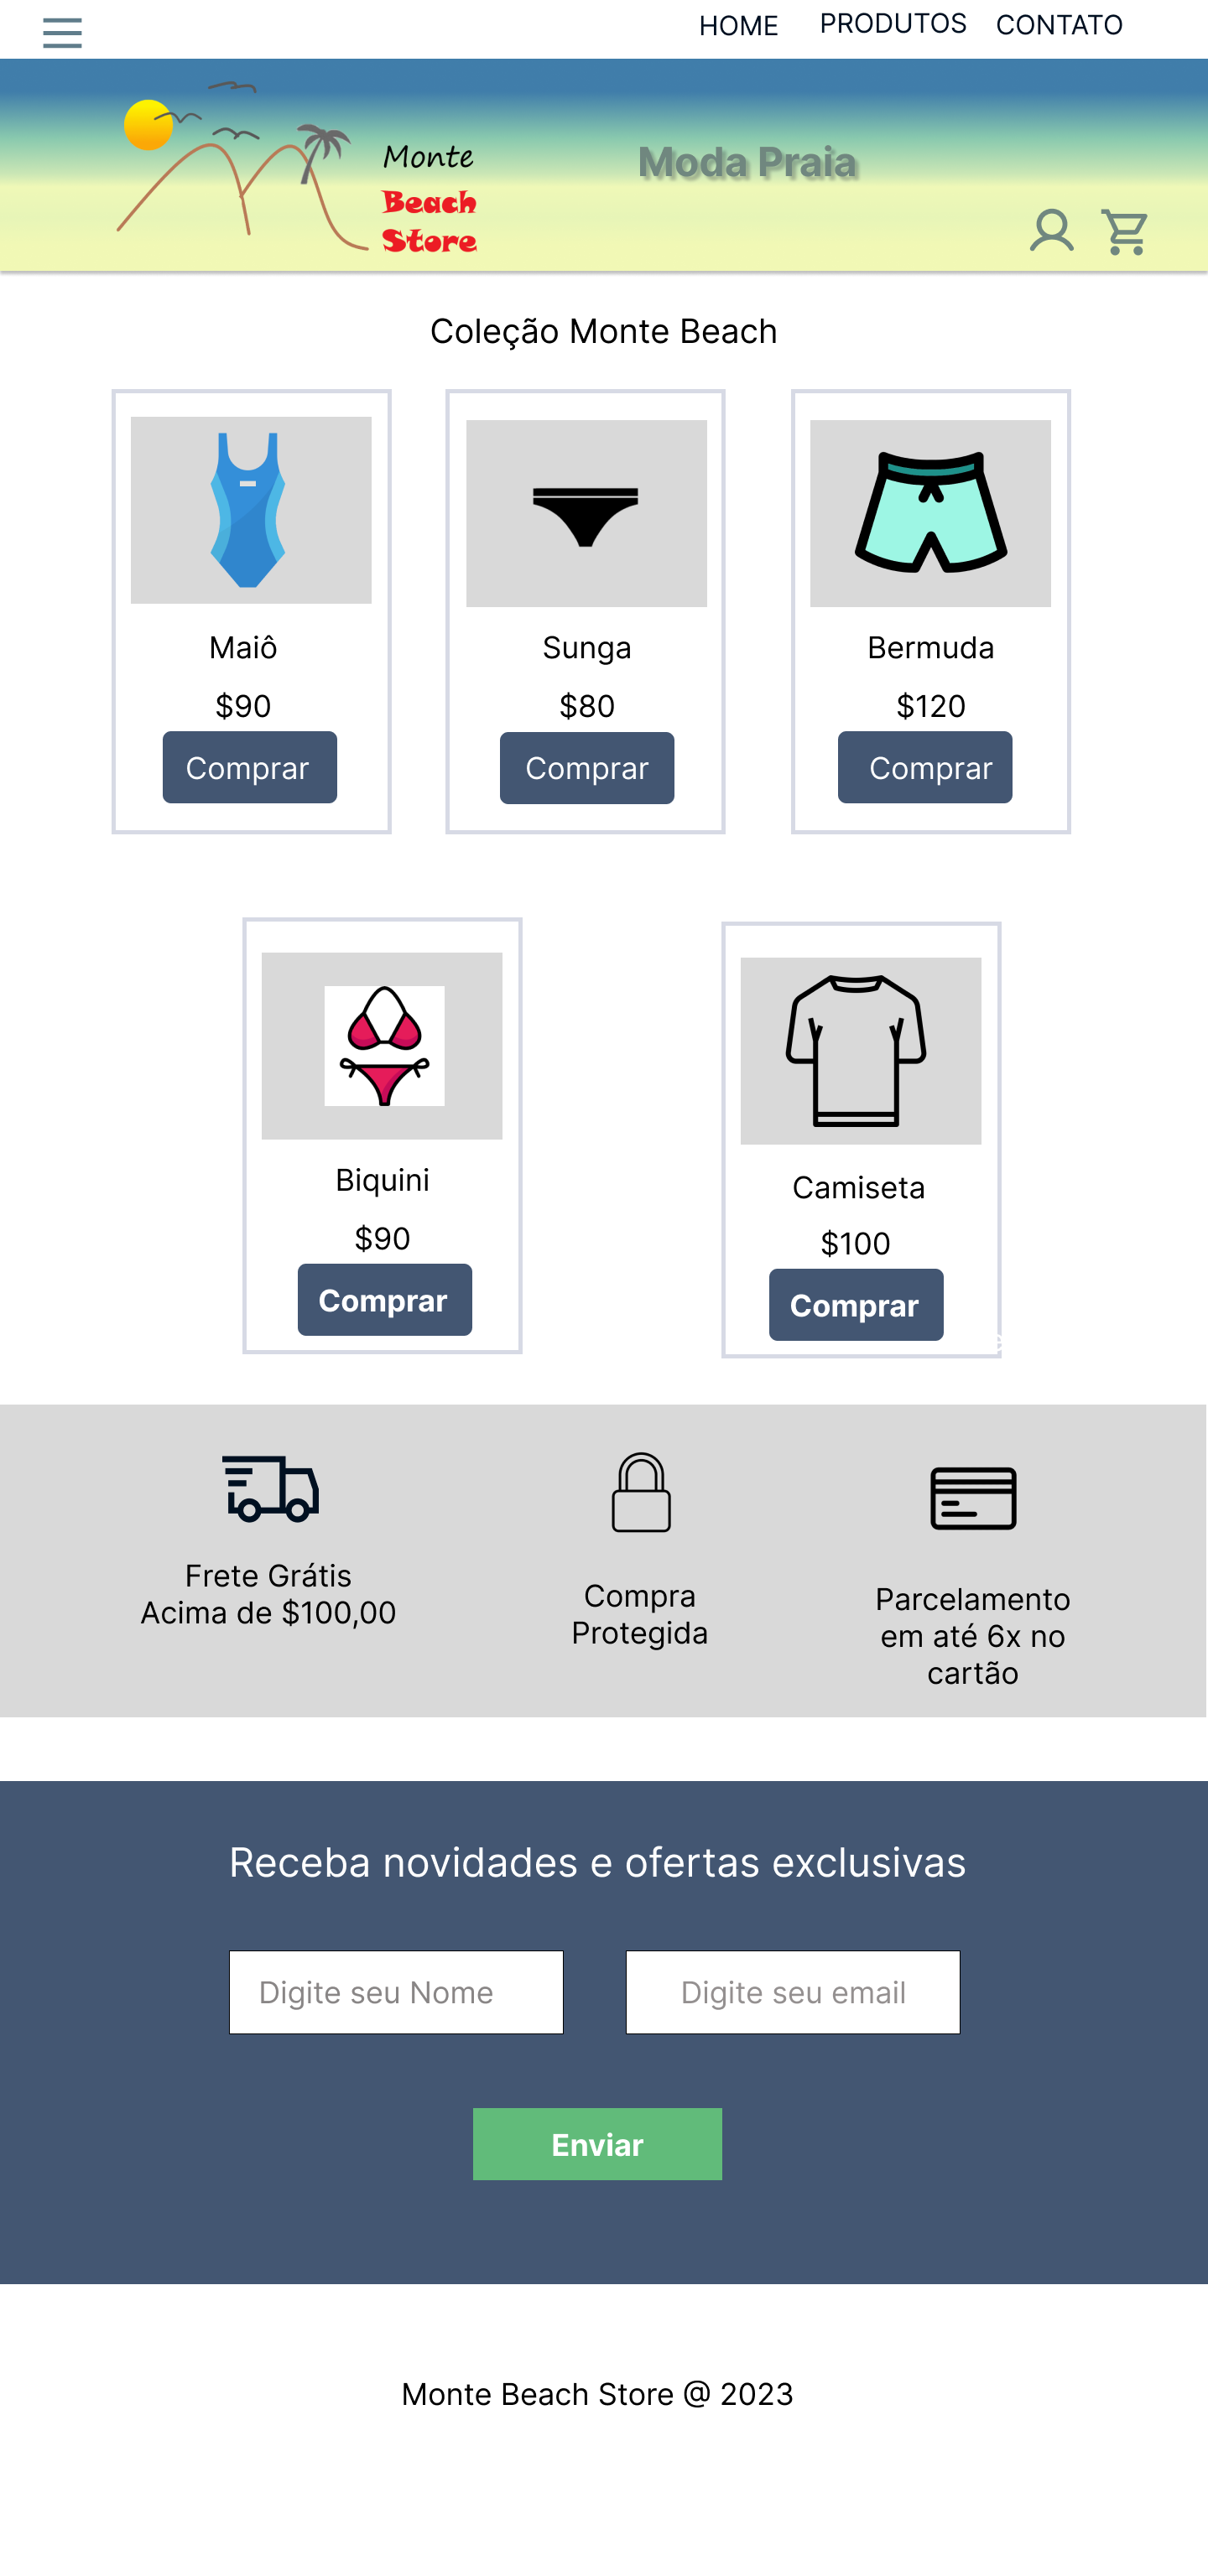 HOME PRODUTOS CONTATO
Monte
Beach
Store
Moda Praia
Coleção Monte Beach
Maiô
$90
Comprar
Sunga
$80
Comprar
Bermuda
$120
Comprar
Biquini
$90
Comprar
Camiseta
$100
Comprar
Frete Grátis
Acima de $100,00
Compra
Protegida
Parcelamento
em até 6x no
cartão
Receba novidades e ofertas exclusivas
Digite seu Nome
Digite seu email
Enviar
Monte Beach Store @ 2023